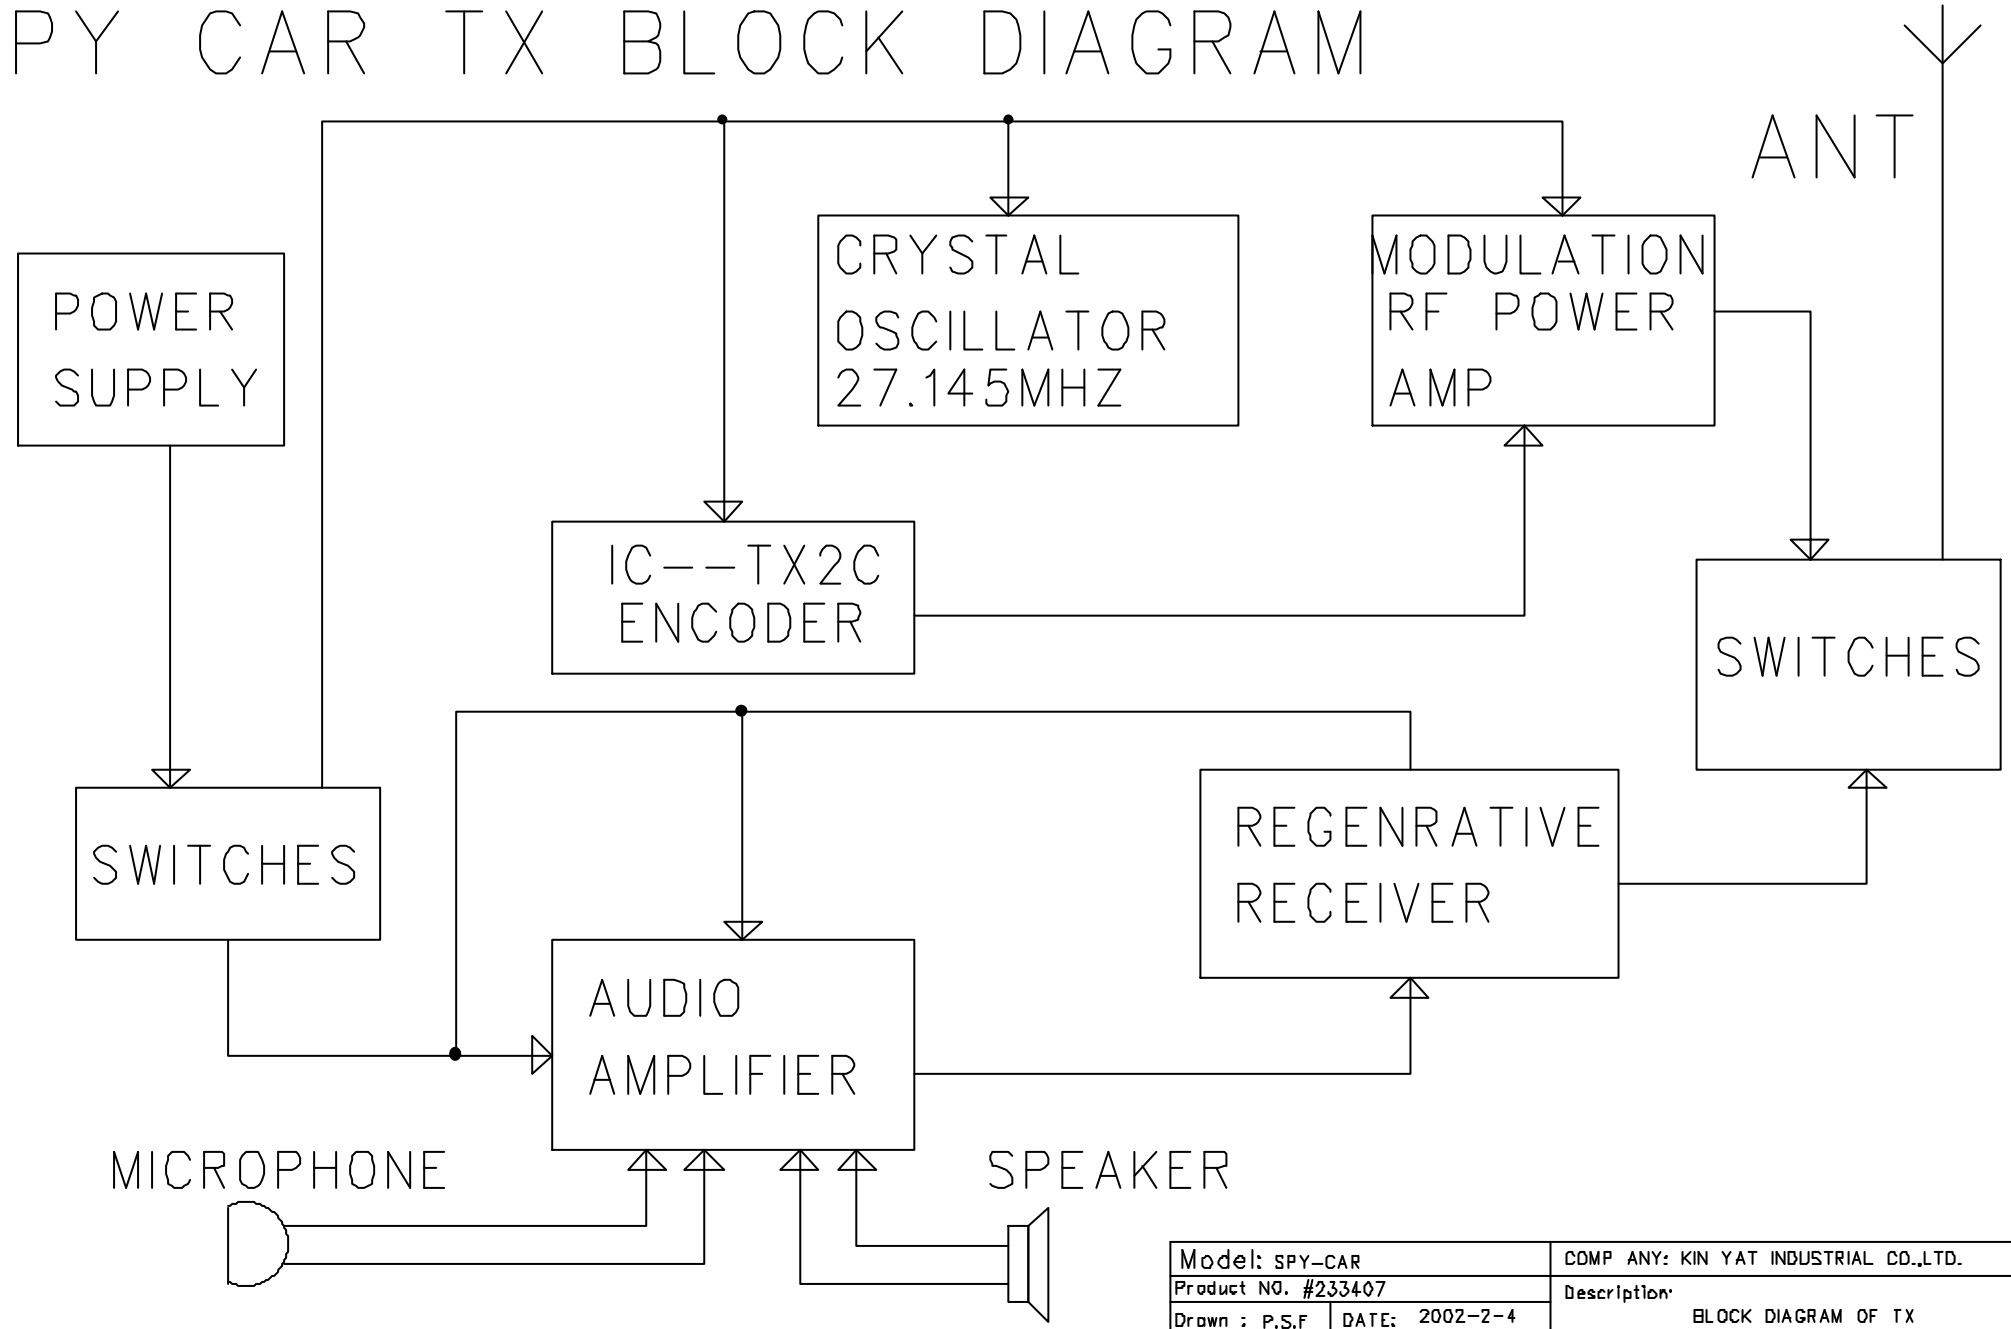 PY CAR TX BLOCK DIAGRAM
ANT
POWER
SUPPLY
CRYSTAL
OSCILLATOR
27.145MHZ
MODULATION
RF POWER
AMP
IC--TX2C
ENCODER
SWITCHES
SWITCHES
REGENRATIVE
RECEIVER
AUDIO
AMPLIFIER
MICROPHONE
SPEAKER
Model: SPY-CAR
COMP ANY: KIN YAT INDUSTRIAL CO.,LTD.
Product NO. #233407
Description:
Drawn : P.S.F
DATE: 2002-2-4
BLOCK DIAGRAM OF TX